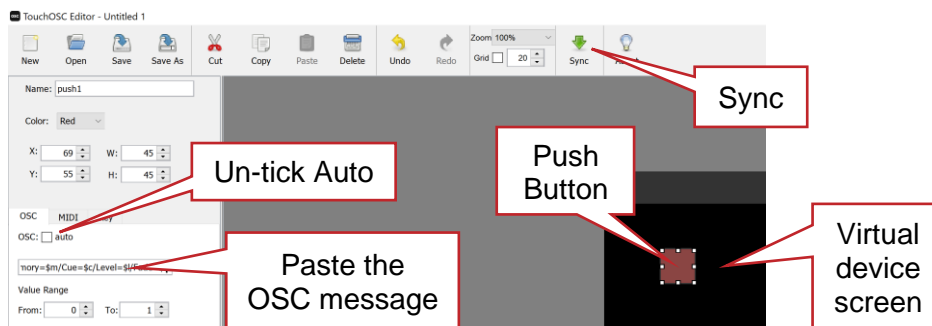 TouchOSC Editor - Untitled 1
New Open Save Save As Cut Copy Paste Delete Undo Redo Zoom 100% Grid 20 Sync
Name: push1
Color: Red
X: 69 W: 45
Y: 55 H: 45
Sync
Un-tick Auto
Push
Button
OSC MIDI
OSC: auto
Virtual
device
screen
Paste the
OSC message
mory=$m/Cue=$c/Level=$l/
Value Range
From: 0 To: 1